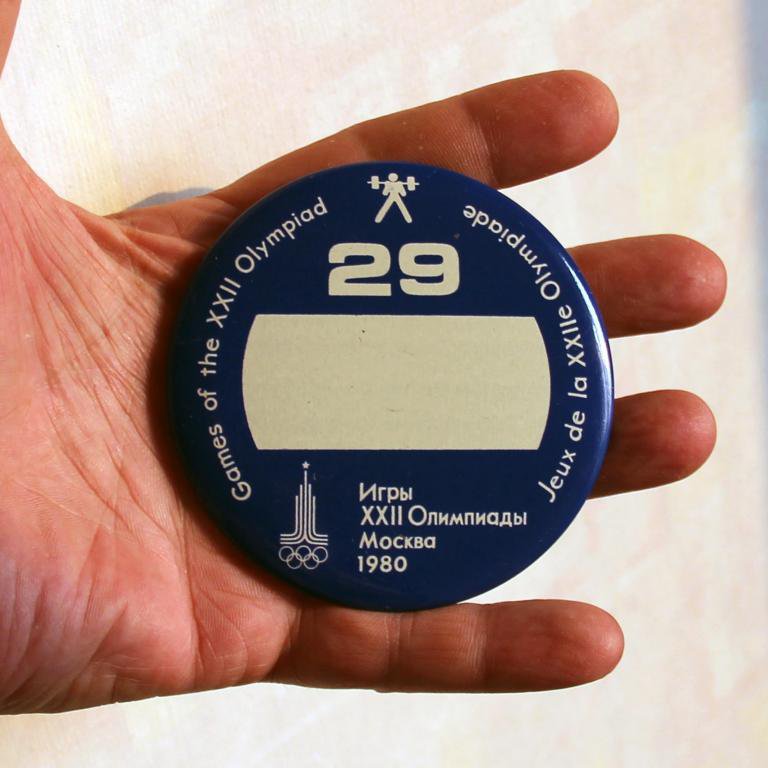 Games of the XXII Olympiad
Jeux de la XXIIe Olympiade
29
Игры
XXII Олимпиады
Москва
1980